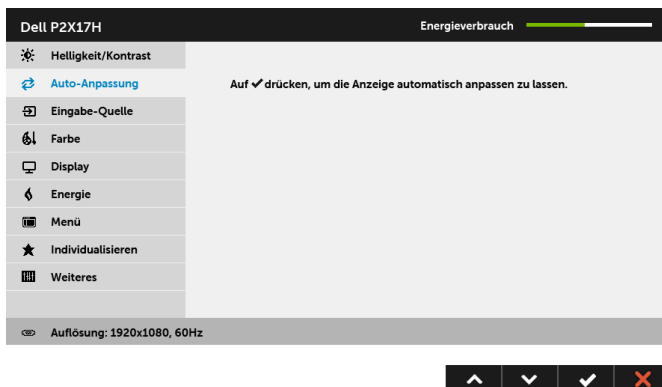 Dell P2X17H
Energieverbrauch
Helligkeit/Kontrast
Auto-Anpassung
Auf ✓ drücken, um die Anzeige automatisch anpassen zu lassen.
Eingabe-Quelle
Farbe
Display
Energie
Menü
Individualisieren
Weiteres
Auflösung: 1920x1080, 60Hz